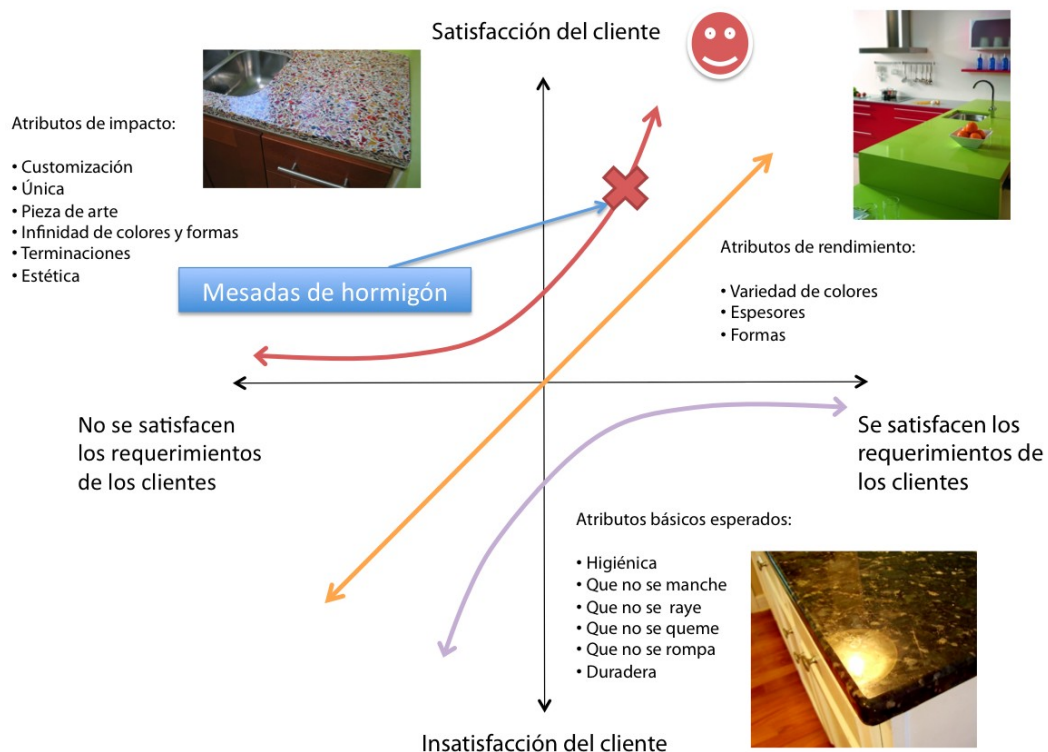 Satisfacción del cliente
Atributos de impacto:
• Customización
• Única
• Pieza de arte
• Infinidad de colores y formas
• Terminaciones
• Estética
Mesadas de hormigón
Atributos de rendimiento:
• Variedad de colores
• Espesores
• Formas
No se satisfacen
los requerimientos
de los clientes
Se satisfacen los
requerimientos de
los clientes
Atributos básicos esperados:
• Higiénica
• Que no se manche
• Que no se raye
• Que no se queme
• Que no se rompa
• Duradera
Insatisfacción del cliente